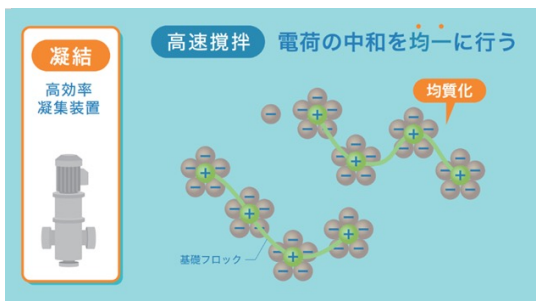 凝結
高効率
凝集装置
高速撹拌
電荷の中和を均一に行う
均質化
基礎フロック